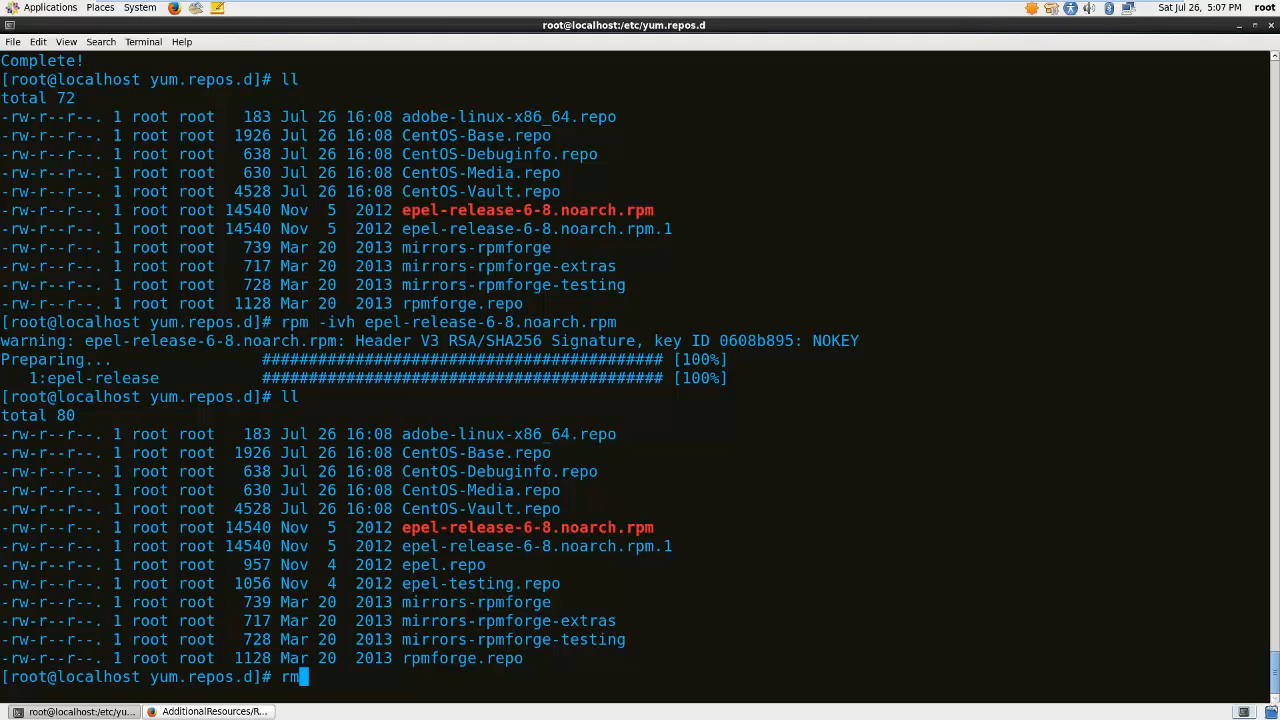 Applications Places System Sat Jul 26, 5:07 PM root
root@localhost:/etc/yum.repos.d
File Edit View Search Terminal Help
Complete!
[root@localhost yum.repos.d]# ll
total 72
-rw-r--r--. 1 root root 183 Jul 26 16:08 adobe-linux-x86_64.repo
-rw-r--r--. 1 root root 1926 Jul 26 16:08 CentOS-Base.repo
-rw-r--r--. 1 root root 638 Jul 26 16:08 CentOS-Debuginfo.repo
-rw-r--r--. 1 root root 630 Jul 26 16:08 CentOS-Media.repo
-rw-r--r--. 1 root root 4528 Jul 26 16:08 CentOS-Vault.repo
-rw-r--r--. 1 root root 14540 Nov 5 2012 epel-release-6-8.noarch.rpm
-rw-r--r--. 1 root root 14540 Nov 5 2012 epel-release-6-8.noarch.rpm.1
-rw-r--r--. 1 root root 739 Mar 20 2013 mirrors-rpmforge
-rw-r--r--. 1 root root 717 Mar 20 2013 mirrors-rpmforge-extras
-rw-r--r--. 1 root root 728 Mar 20 2013 mirrors-rpmforge-testing
-rw-r--r--. 1 root root 1128 Mar 20 2013 rpmforge.repo
[root@localhost yum.repos.d]# rpm -ivh epel-release-6-8.noarch.rpm
warning: epel-release-6-8.noarch.rpm: Header V3 RSA/SHA256 Signature, key ID 0608b895: NOKEY
Preparing... ########################################### [100%]
1:epel-release ########################################### [100%]
[root@localhost yum.repos.d]# ll
total 80
-rw-r--r--. 1 root root 183 Jul 26 16:08 adobe-linux-x86_64.repo
-rw-r--r--. 1 root root 1926 Jul 26 16:08 CentOS-Base.repo
-rw-r--r--. 1 root root 638 Jul 26 16:08 CentOS-Debuginfo.repo
-rw-r--r--. 1 root root 630 Jul 26 16:08 CentOS-Media.repo
-rw-r--r--. 1 root root 4528 Jul 26 16:08 CentOS-Vault.repo
-rw-r--r--. 1 root root 14540 Nov 5 2012 epel-release-6-8.noarch.rpm
-rw-r--r--. 1 root root 14540 Nov 5 2012 epel-release-6-8.noarch.rpm.1
-rw-r--r--. 1 root root 957 Nov 4 2012 epel.repo
-rw-r--r--. 1 root root 1056 Nov 4 2012 epel-testing.repo
-rw-r--r--. 1 root root 739 Mar 20 2013 mirrors-rpmforge
-rw-r--r--. 1 root root 717 Mar 20 2013 mirrors-rpmforge-extras
-rw-r--r--. 1 root root 728 Mar 20 2013 mirrors-rpmforge-testing
-rw-r--r--. 1 root root 1128 Mar 20 2013 rpmforge.repo
[root@localhost yum.repos.d]# rm
root@localhost:/etc/yu... AdditionalResources/R...